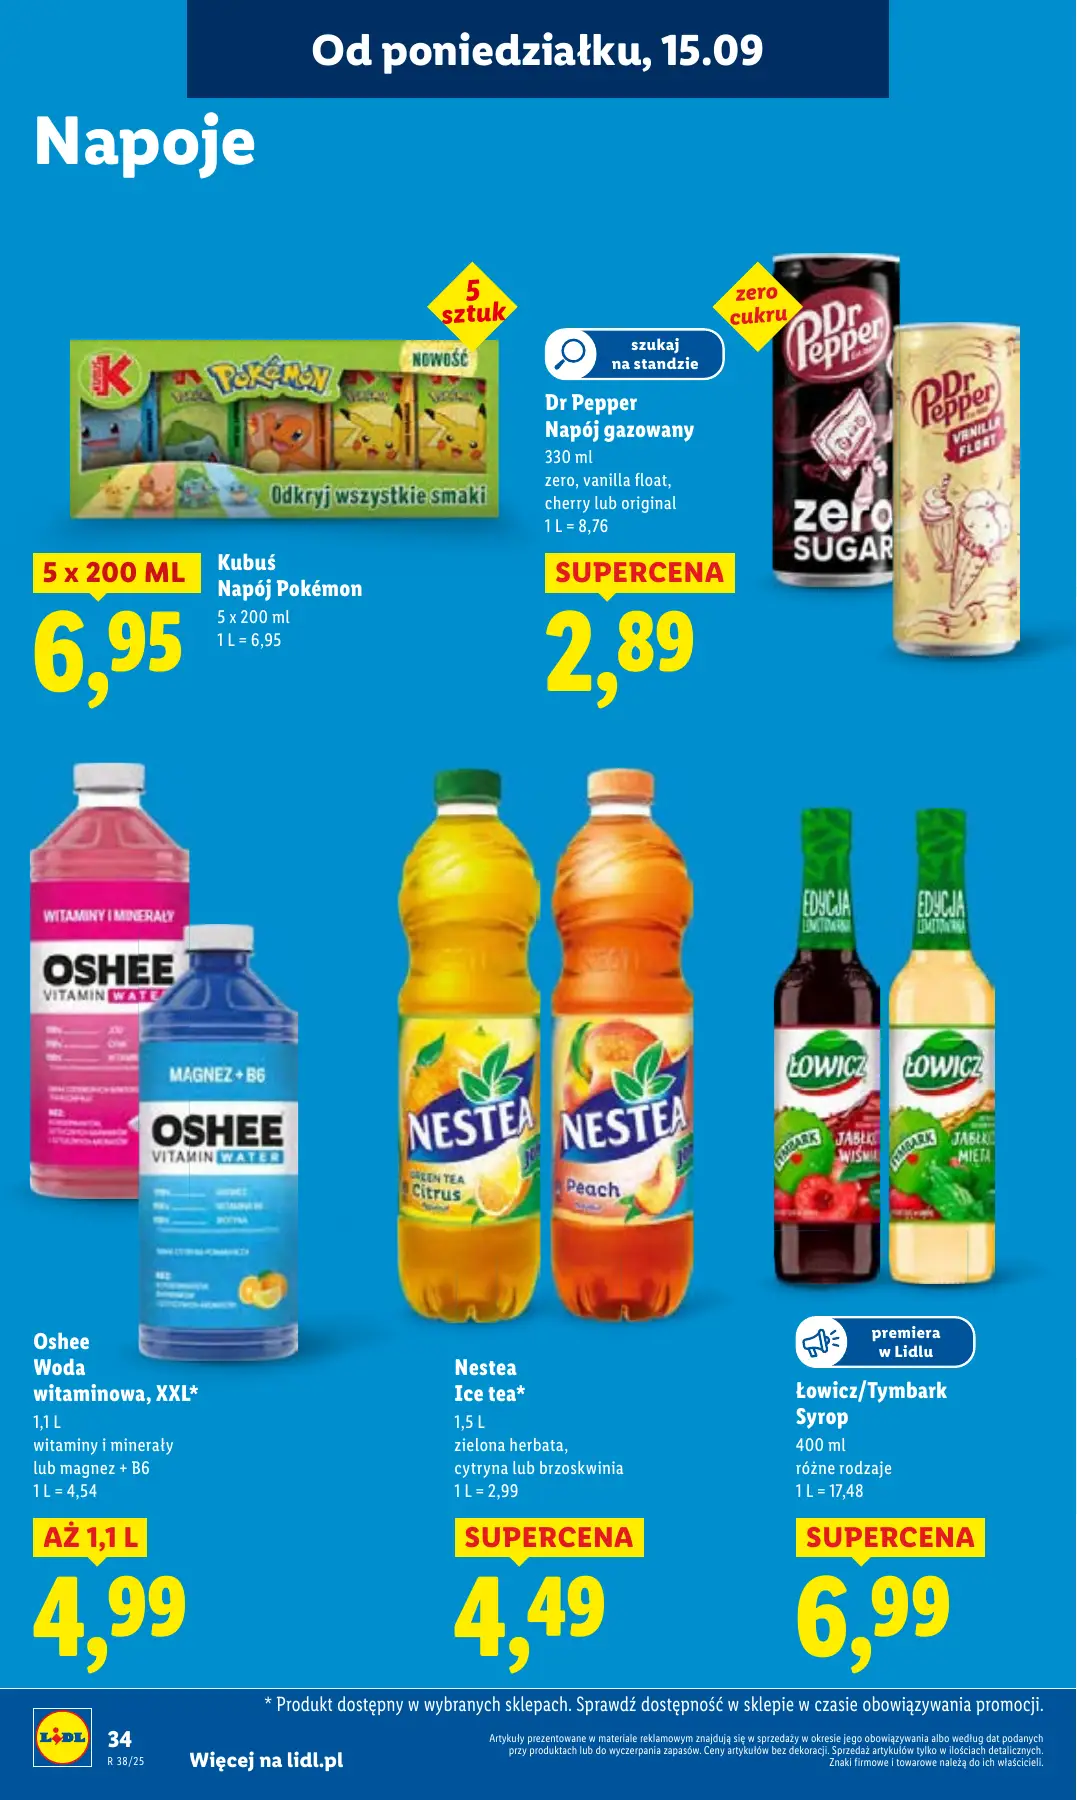 Od poniedziałku, 15.09
Napoje
5
sztuk
K
POKÉMON
NOWOŚĆ
Odkryj wszystkie smaki
5 x 200 ML
6,95
Kubuś
Napój Pokémon
5 x 200 ml
1 L = 6,95
szukaj
na standzie
zero
cukru
Dr Pepper
Napój gazowany
330 ml
zero, vanilla float,
cherry lub original
1 L = 8,76
SUPERCENA
2,89
Dr Pepper
zero
SUGAR
Dr Pepper
VANILLA
FLOAT
WITAMINY I MINERAŁY
OSHEE
VITAMIN WATER
MAGNEZ + B6
OSHEE
VITAMIN WATER
Oshee
Woda
witaminowa, XXL*
1,1 L
witaminy i minerały
lub magnez + B6
1 L = 4,54
AŻ 1,1 L
4,99
NESTEA
GREEN TEA
Citrus
NESTEA
Peach
Nestea
Ice tea*
1,5 L
zielona herbata,
cytryna lub brzoskwinia
1 L = 2,99
SUPERCENA
4,49
EDYCJA
LIMITOWANA
ŁOWICZ
TYMBARK
JABŁKO
WIŚNIA
EDYCJA
LIMITOWANA
ŁOWICZ
TYMBARK
JABŁKO
MIĘTA
premiera
w Lidlu
Łowicz/Tymbark
Syrop
400 ml
różne rodzaje
1 L = 17,48
SUPERCENA
6,99
* Produkt dostępny w wybranych sklepach. Sprawdź dostępność w sklepie w czasie obowiązywania promocji.
LIDL
34
R 38/25
Więcej na lidl.pl
Artykuły prezentowane w materiale reklamowym znajdują się w sprzedaży w okresie jego obowiązywania albo według dat podanych
przy produktach lub do wyczerpania zapasów. Ceny artykułów bez dekoracji. Sprzedaż artykułów tylko w ilościach detalicznych.
Znaki firmowe i towarowe należą do ich właścicieli.